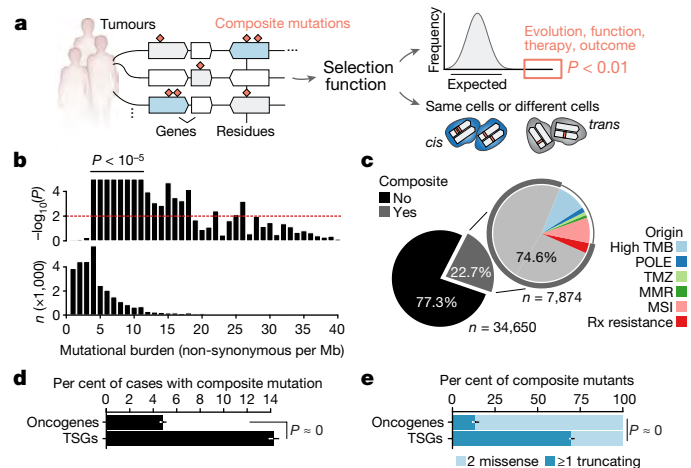 a
Tumours
Composite mutations
...
...
Genes
Residues
Selection
function
Frequency
Expected
Evolution, function,
therapy, outcome
P < 0.01
Same cells or different cells
cis
trans
b
P < 10⁻⁵
−log₁₀(P)
4
2
0
n (×1,000)
4
2
0
0 5 10 15 20 25 30 35 40
Mutational burden (non-synonymous per Mb)
c
Composite
No
Yes
77.3%
22.7%
n = 34,650
74.6%
n = 7,874
Origin
High TMB
POLE
TMZ
MMR
MSI
Rx resistance
d
Per cent of cases with composite mutation
0 2 4 6 8 10 12 14
Oncogenes
TSGs
P ≈ 0
e
Per cent of composite mutants
0 25 50 75 100
Oncogenes
TSGs
P ≈ 0
2 missense
≥1 truncating